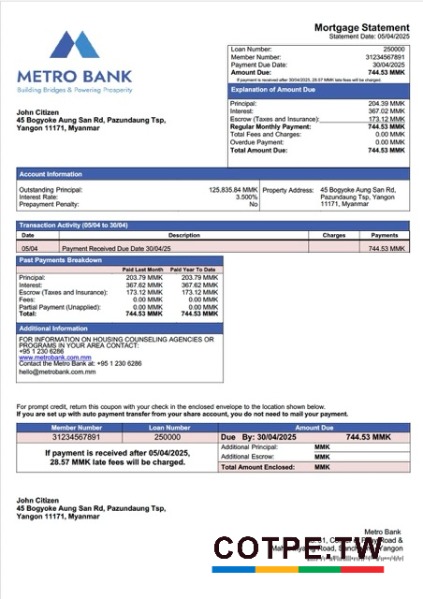 Mortgage Statement
Statement Date: 05/04/2025
METRO BANK
Building Bridges & Powering Prosperity
Loan Number: 250000
Member Number: 31234567891
Payment Due Date: 30/04/2025
Amount Due: 744.53 MMK
If payment is received after 30/04/2025, 28.57 MMK late fees will be charged.
Explanation of Amount Due
Principal: 204.39 MMK
Interest: 367.02 MMK
Escrow (Taxes and Insurance): 173.12 MMK
Regular Monthly Payment: 744.53 MMK
Total Fees and Charges: 0.00 MMK
Overdue Payment: 0.00 MMK
Total Amount Due: 744.53 MMK
John Citizen
45 Bogyoke Aung San Rd, Pazundaung Tsp,
Yangon 11171, Myanmar
Account Information
Outstanding Principal: 125,835.84 MMK
Interest Rate: 3.500%
Prepayment Penalty: No
Property Address: 45 Bogyoke Aung San Rd,
Pazundaung Tsp, Yangon
11171, Myanmar
Transaction Activity (05/04 to 30/04)
Date Description Charges Payments
05/04 Payment Received Due Date 30/04/25 744.53 MMK
Past Payments Breakdown
Paid Last Month Paid Year To Date
Principal: 203.79 MMK 203.79 MMK
Interest: 367.62 MMK 367.62 MMK
Escrow (Taxes and Insurance): 173.12 MMK 173.12 MMK
Fees: 0.00 MMK 0.00 MMK
Partial Payment (Unapplied): 0.00 MMK 0.00 MMK
Total: 744.53 MMK 744.53 MMK
Additional Information
FOR INFORMATION ON HOUSING COUNSELING AGENCIES OR
PROGRAMS IN YOUR AREA CONTACT:
+95 1 230 6286
www.metrobank.com.mm
Contact the Metro Bank at: +95 1 230 6286
hello@metrobank.com.mm
For prompt credit, return this coupon with your check in the enclosed envelope to the location shown below.
If you are set up with auto payment transfer from your share account, you do not need to mail your payment.
Member Number Loan Number Amount Due
31234567891 250000 Due By: 30/04/2025 744.53 MMK
If payment is received after 05/04/2025,
28.57 MMK late fees will be charged.
Additional Principal: MMK
Additional Escrow: MMK
Total Amount Enclosed: MMK
John Citizen
45 Bogyoke Aung San Rd, Pazundaung Tsp,
Yangon 11171, Myanmar
Metro Bank
Road &
Road, Yangon
COTPE.TW